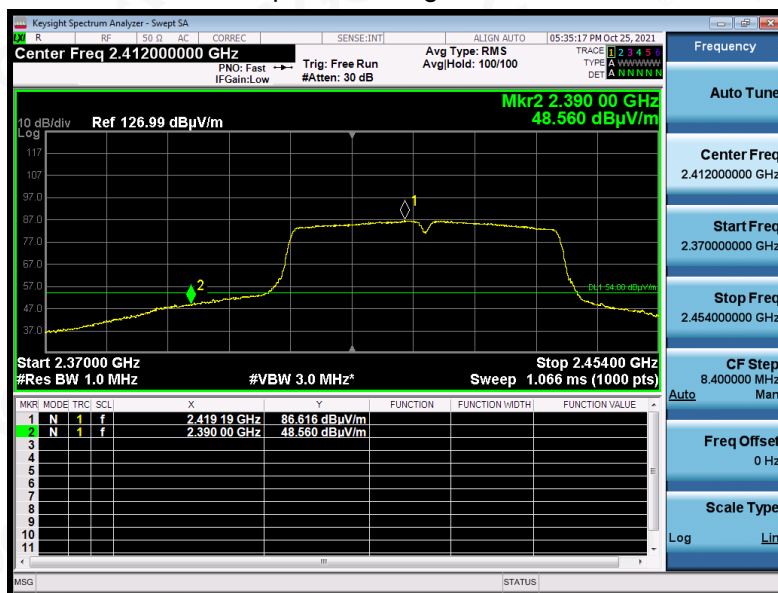 Keysight Spectrum Analyzer - Swept SA
LXI R RF 50 Ω AC CORREC SENSE:INT ALIGN AUTO 05:35:17 PM Oct 25, 2021
Center Freq 2.412000000 GHz
PNO: Fast
IFGain:Low
Trig: Free Run
#Atten: 30 dB
Avg Type: RMS
Avg|Hold: 100/100
TRACE 1 2 3 4 5 6
TYPE A WWWWW
DET A N N N N N
Mkr2 2.390 00 GHz
48.560 dBµV/m
10 dB/div Ref 126.99 dBµV/m
Log
117
107
97.0
87.0
77.0
67.0
57.0
47.0
37.0
1
2
DL1 54.00 dBµV/m
Start 2.37000 GHz Stop 2.45400 GHz
#Res BW 1.0 MHz #VBW 3.0 MHz* Sweep 1.066 ms (1000 pts)
MKR MODE TRC SCL X Y FUNCTION FUNCTION WIDTH FUNCTION VALUE
1 N 1 f 2.419 19 GHz 86.616 dBµV/m
2 N 1 f 2.390 00 GHz 48.560 dBµV/m
3
4
5
6
7
8
9
10
11
MSG STATUS
Frequency
Auto Tune
Center Freq
2.412000000 GHz
Start Freq
2.370000000 GHz
Stop Freq
2.454000000 GHz
CF Step
8.400000 MHz
Auto Man
Freq Offset
0 Hz
Scale Type
Log Lin